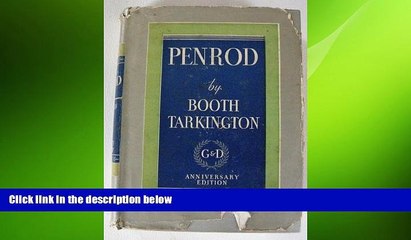 PENROD
by
BOOTH
TARKINGTON
G&D
ANNIVERSARY
EDITION
Click link in the description below